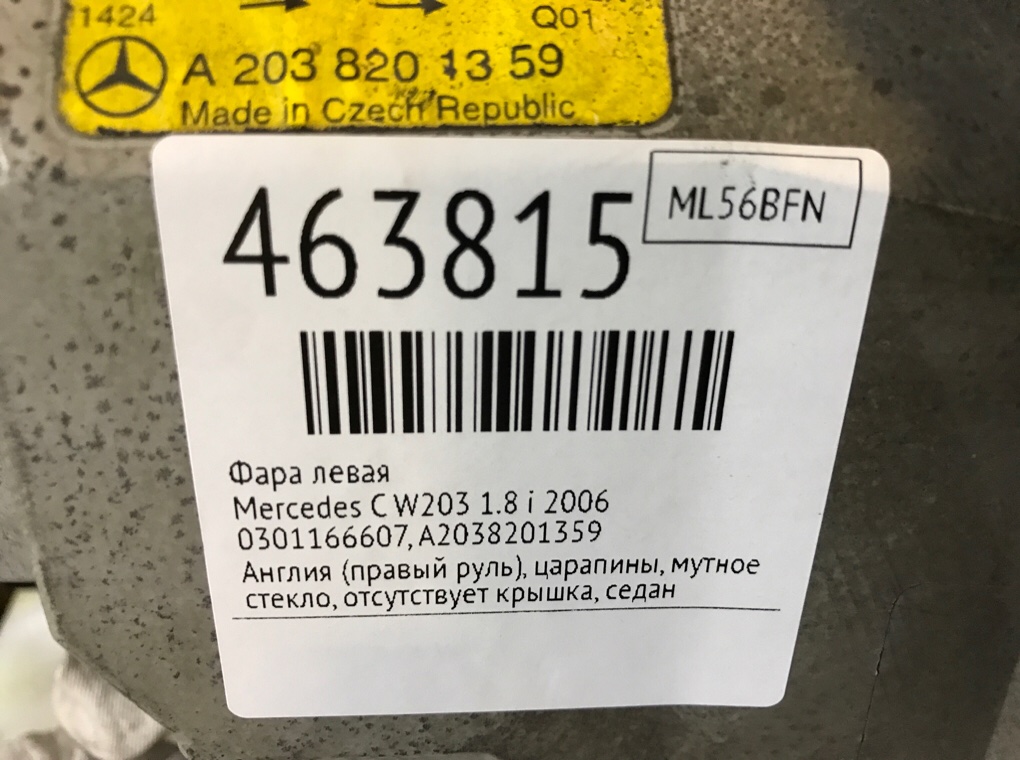 1424 Q01
A 203 820 13 59
Made in Czech Republic
463815
ML56BFN
Фара левая
Mercedes C W203 1.8 i 2006
0301166607, A2038201359
Англия (правый руль), царапины, мутное
стекло, отсутствует крышка, седан